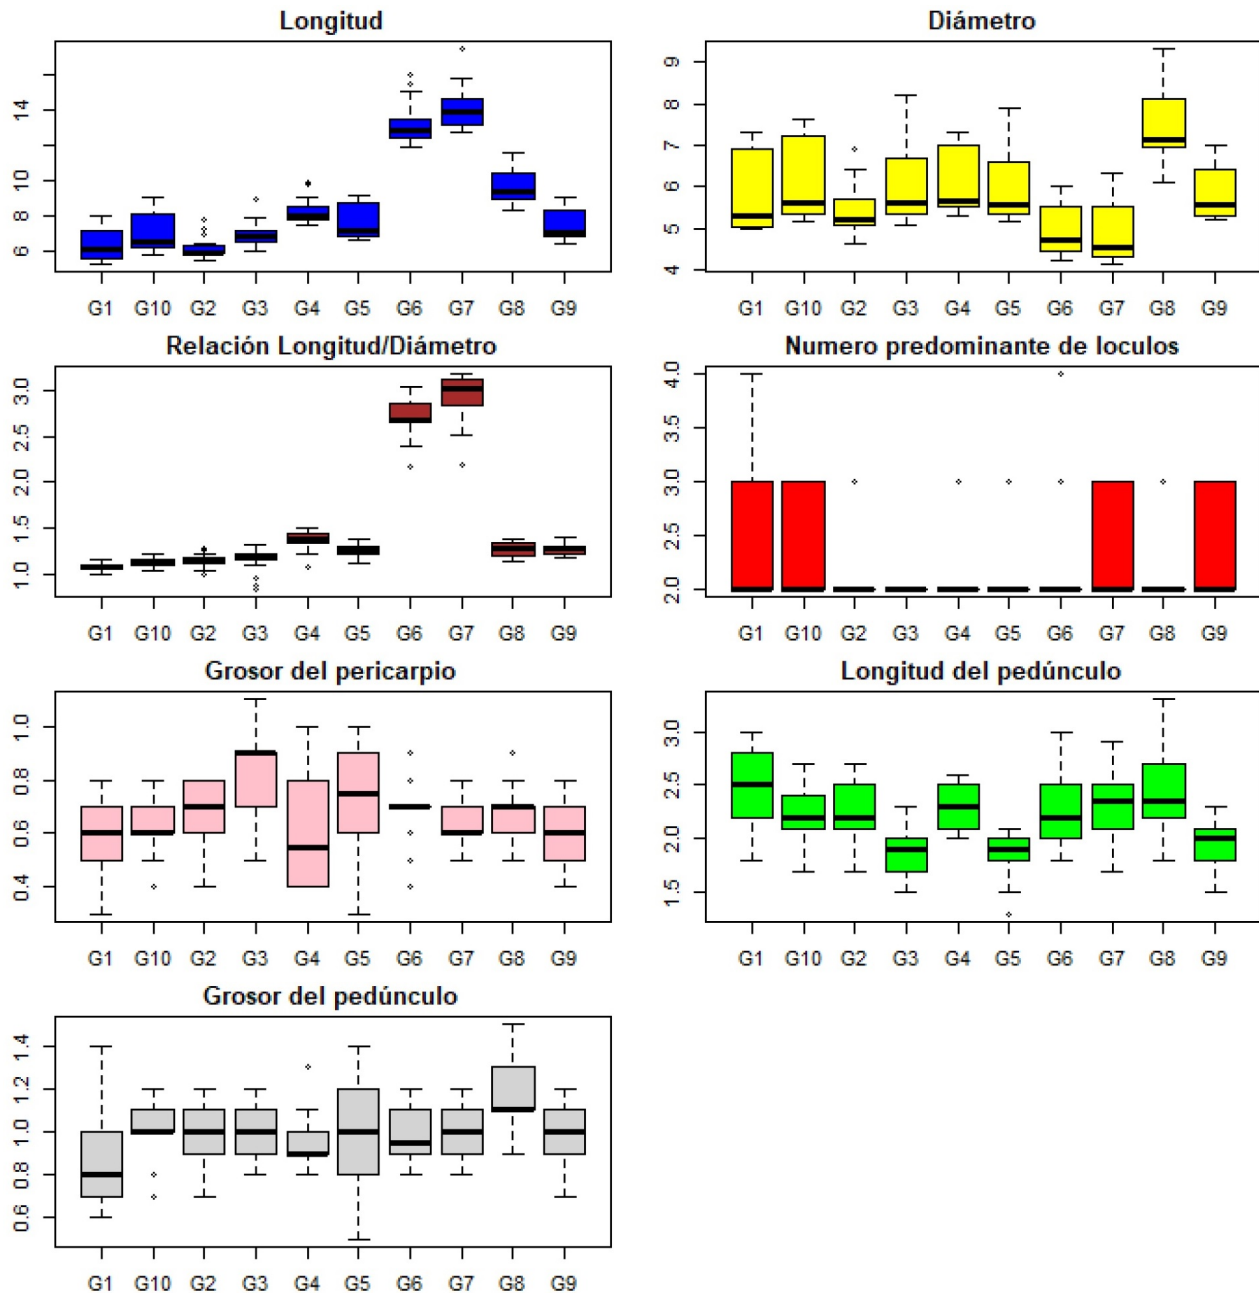 Longitud
14
10
8
6
G1 G10 G2 G3 G4 G5 G6 G7 G8 G9
Diámetro
9
8
7
6
5
4
G1 G10 G2 G3 G4 G5 G6 G7 G8 G9
Relación Longitud/Diámetro
3.0
2.5
2.0
1.5
1.0
G1 G10 G2 G3 G4 G5 G6 G7 G8 G9
Numero predominante de loculos
4.0
3.5
3.0
2.5
2.0
G1 G10 G2 G3 G4 G5 G6 G7 G8 G9
Grosor del pericarpio
1.0
0.8
0.6
0.4
G1 G10 G2 G3 G4 G5 G6 G7 G8 G9
Longitud del pedúnculo
3.0
2.5
2.0
1.5
G1 G10 G2 G3 G4 G5 G6 G7 G8 G9
Grosor del pedúnculo
1.4
1.2
1.0
0.8
0.6
G1 G10 G2 G3 G4 G5 G6 G7 G8 G9